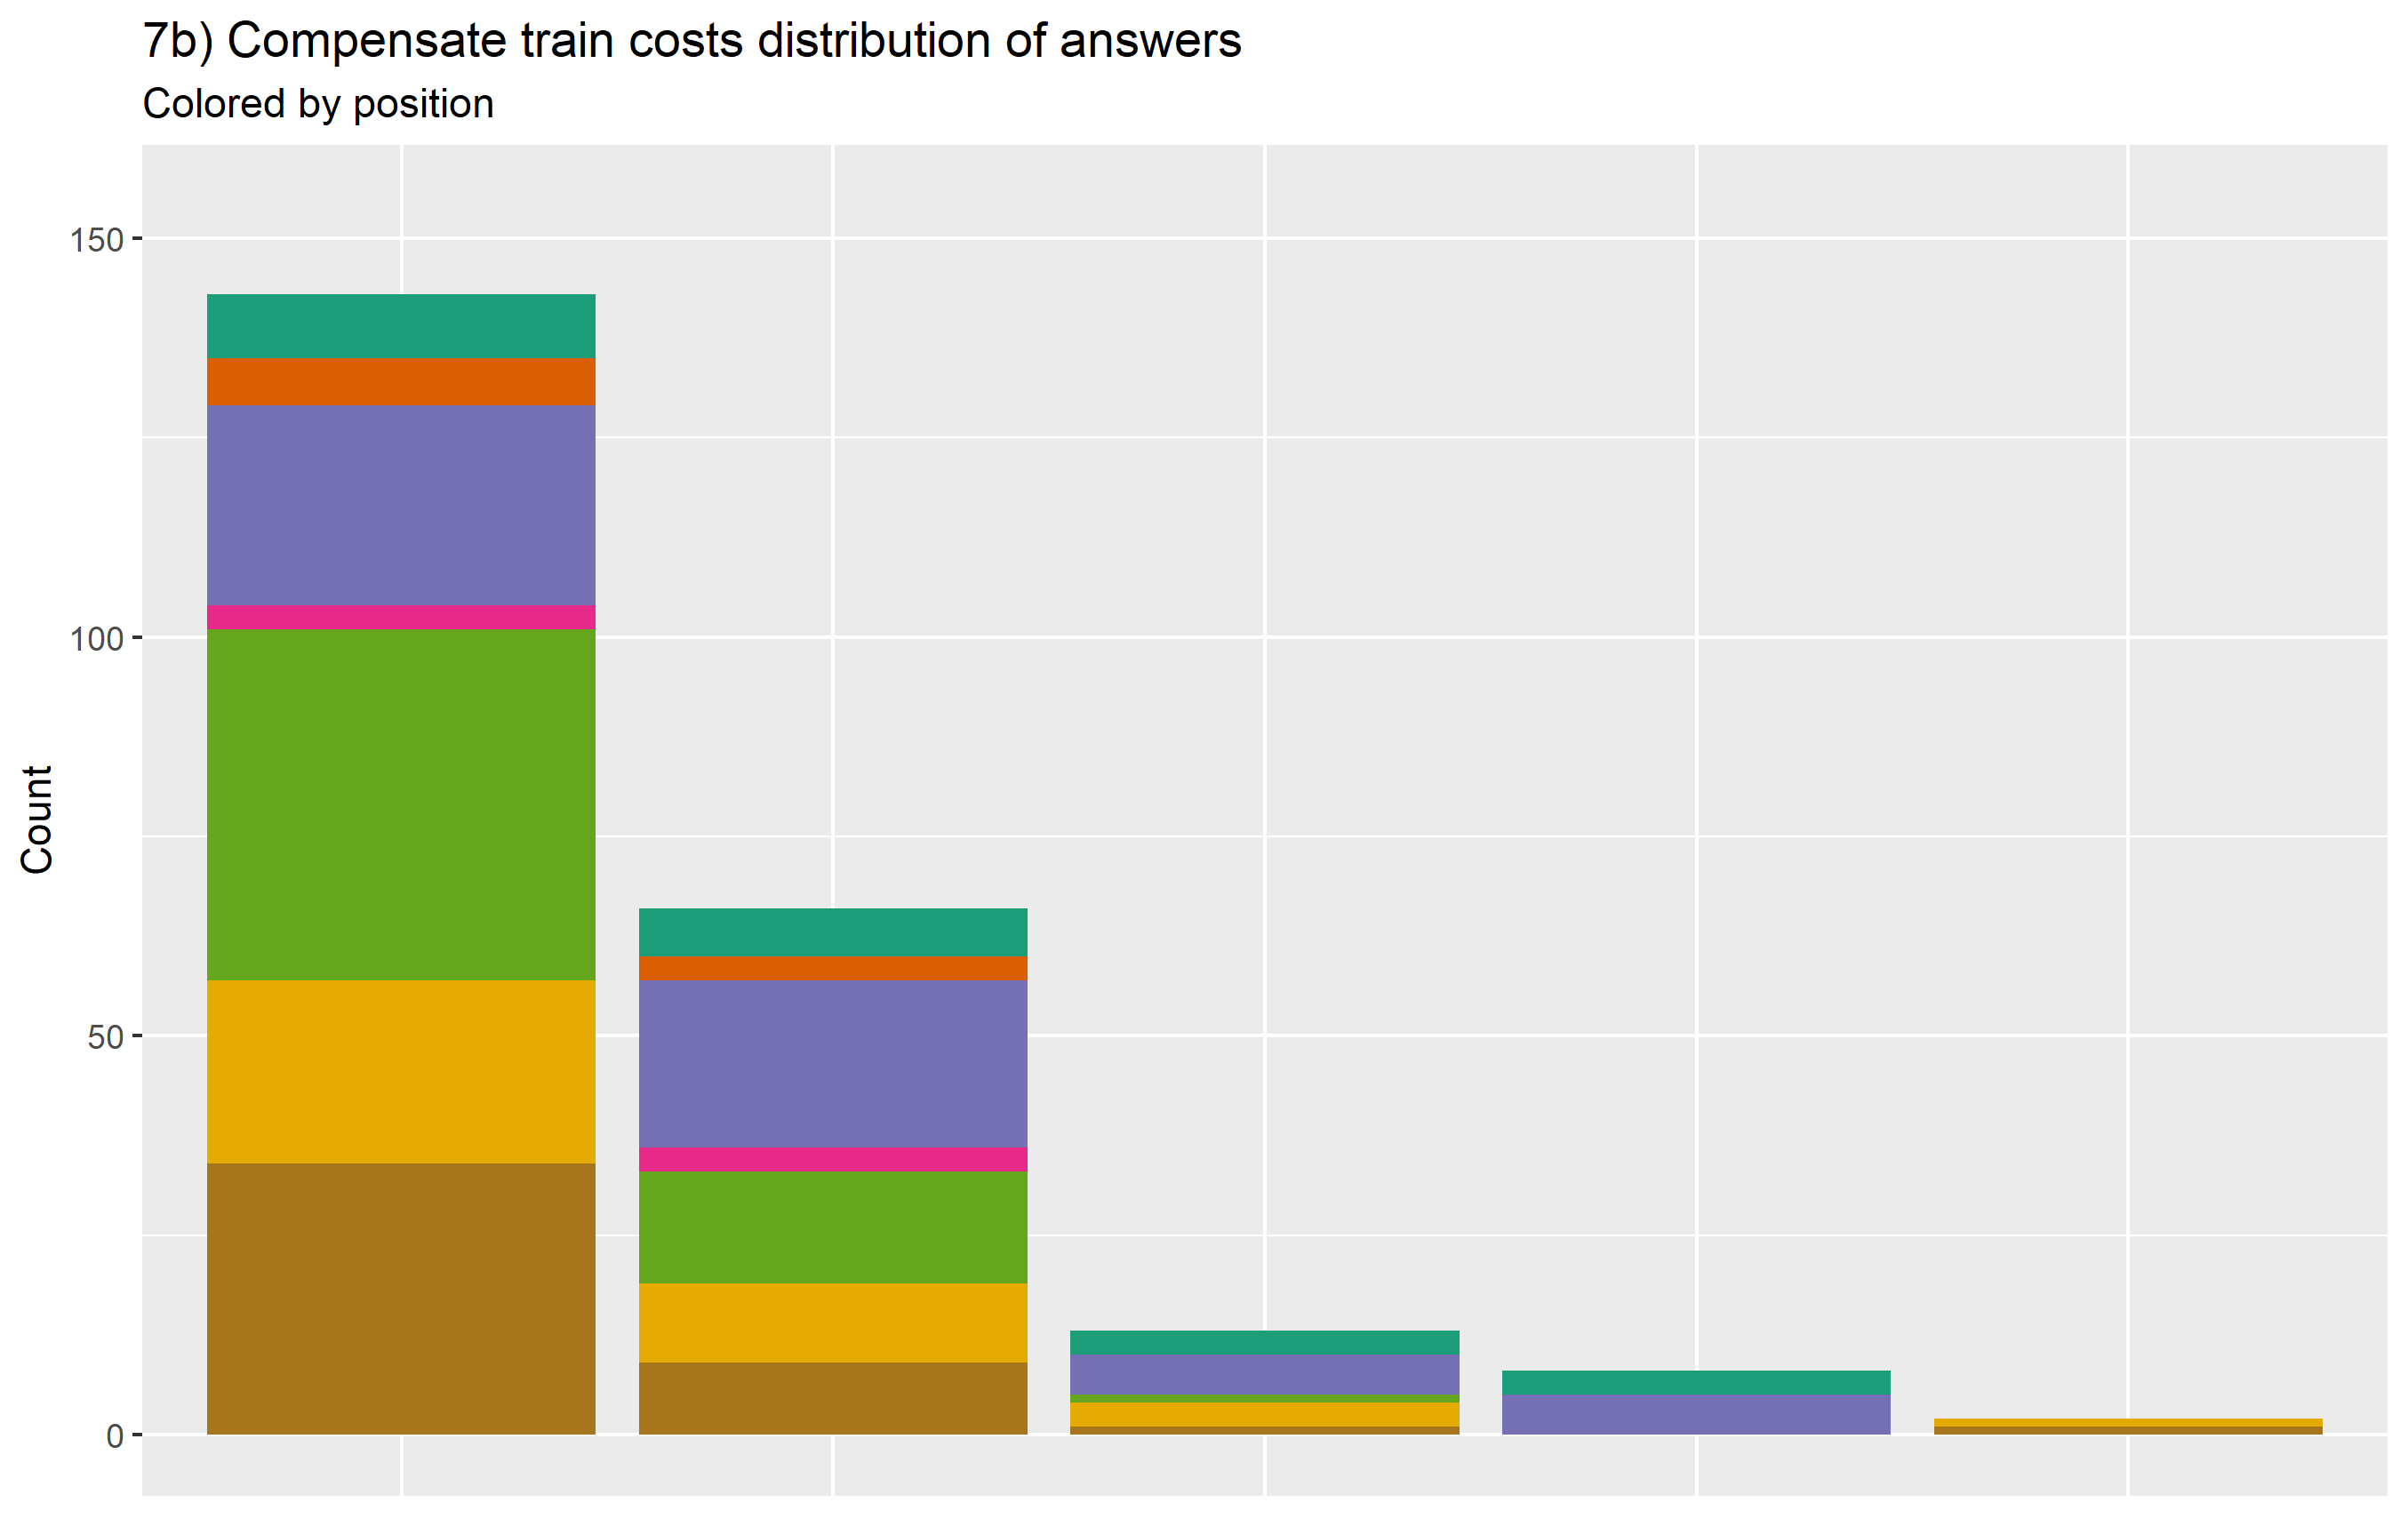 7b) Compensate train costs distribution of answers
Colored by position
150
100
50
0
Count